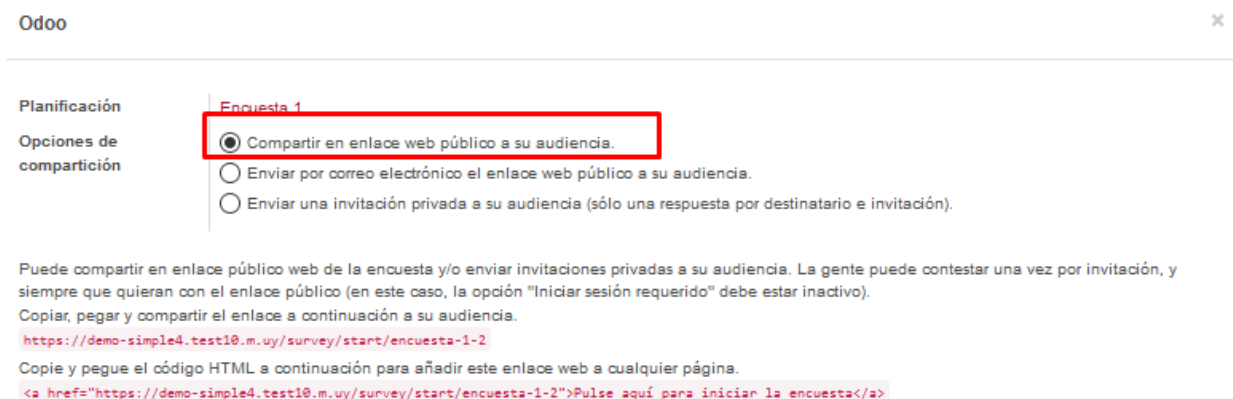 Odoo ×
Planificación Encuesta 1
Opciones de compartición
Compartir en enlace web público a su audiencia.
Enviar por correo electrónico el enlace web público a su audiencia.
Enviar una invitación privada a su audiencia (sólo una respuesta por destinatario e invitación).
Puede compartir en enlace público web de la encuesta y/o enviar invitaciones privadas a su audiencia. La gente puede contestar una vez por invitación, y
siempre que quieran con el enlace público (en este caso, la opción "Iniciar sesión requerido" debe estar inactivo).
Copiar, pegar y compartir el enlace a continuación a su audiencia.
https://demo-simple4.test10.m.uy/survey/start/encuesta-1-2
Copie y pegue el código HTML a continuación para añadir este enlace web a cualquier página.
<a href="https://demo-simple4.test10.m.uy/survey/start/encuesta-1-2">Pulse aquí para iniciar la encuesta</a>